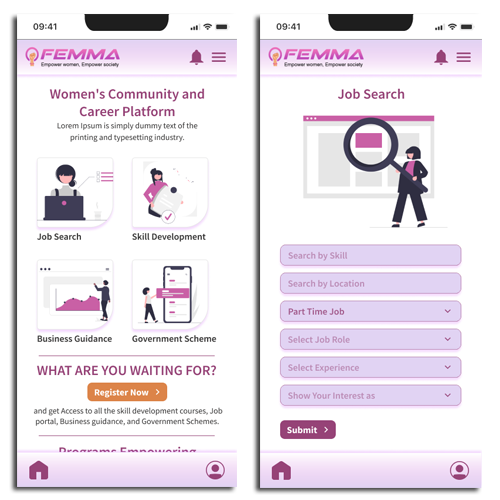 09:41
FEMMA
Empower women, Empower society
Women's Community and
Career Platform
Lorem Ipsum is simply dummy text of the
printing and typesetting industry.
Job Search
Skill Development
Business Guidance
Government Scheme
WHAT ARE YOU WAITING FOR?
Register Now
and get Access to all the skill development courses, Job
portal, Business guidance, and Government Schemes.
Programs Empowering
09:41
FEMMA
Empower women, Empower society
Job Search
Search by Skill
Search by Location
Part Time Job
Select Job Role
Select Experience
Show Your Interest as
Submit